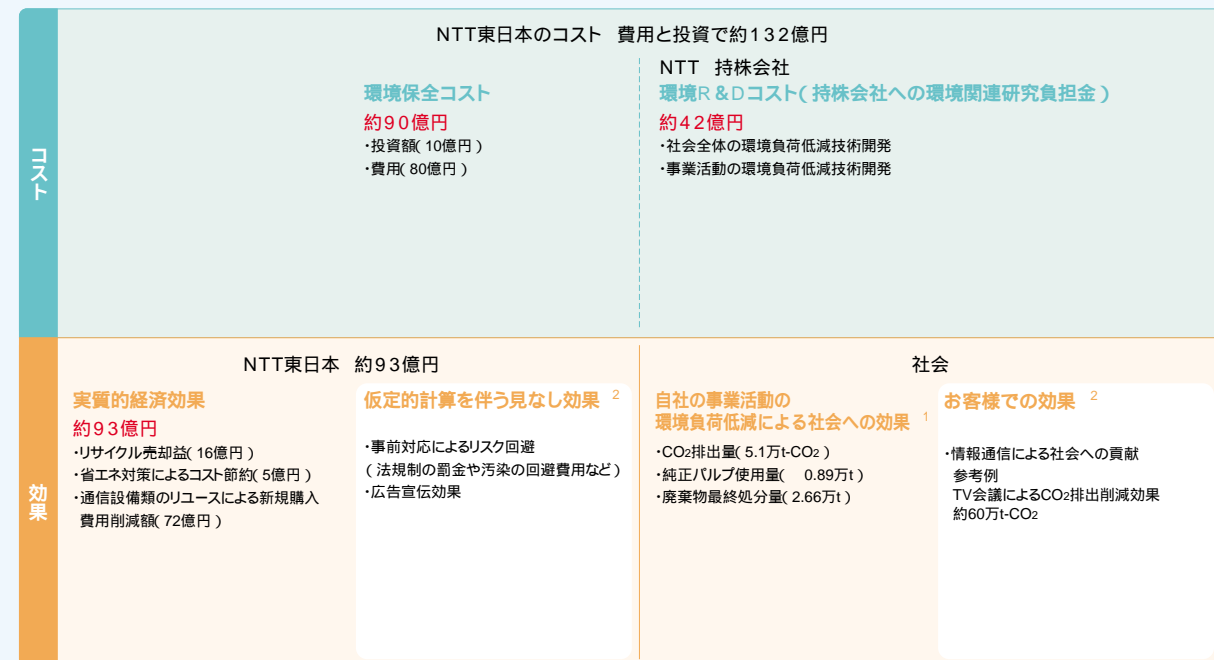 コスト
NTT東日本のコスト 費用と投資で約132億円
環境保全コスト
約90億円
・投資額(10億円)
・費用(80億円)
NTT 持株会社
環境R&Dコスト(持株会社への環境関連研究負担金)
約42億円
・社会全体の環境負荷低減技術開発
・事業活動の環境負荷低減技術開発
効果
NTT東日本 約93億円
実質的経済効果
約93億円
・リサイクル売却益(16億円)
・省エネ対策によるコスト節約(5億円)
・通信設備類のリユースによる新規購入
費用削減額(72億円)
仮定的計算を伴う見なし効果 2
・事前対応によるリスク回避
(法規制の罰金や汚染の回避費用など)
・広告宣伝効果
社会
自社の事業活動の
環境負荷低減による社会への効果 1
・CO2排出量(5.1万t-CO2)
・純正パルプ使用量( 0.89万t)
・廃棄物最終処分量(2.66万t)
お客様での効果 2
・情報通信による社会への貢献
参考例
TV会議によるCO2排出削減効果
約60万t-CO2